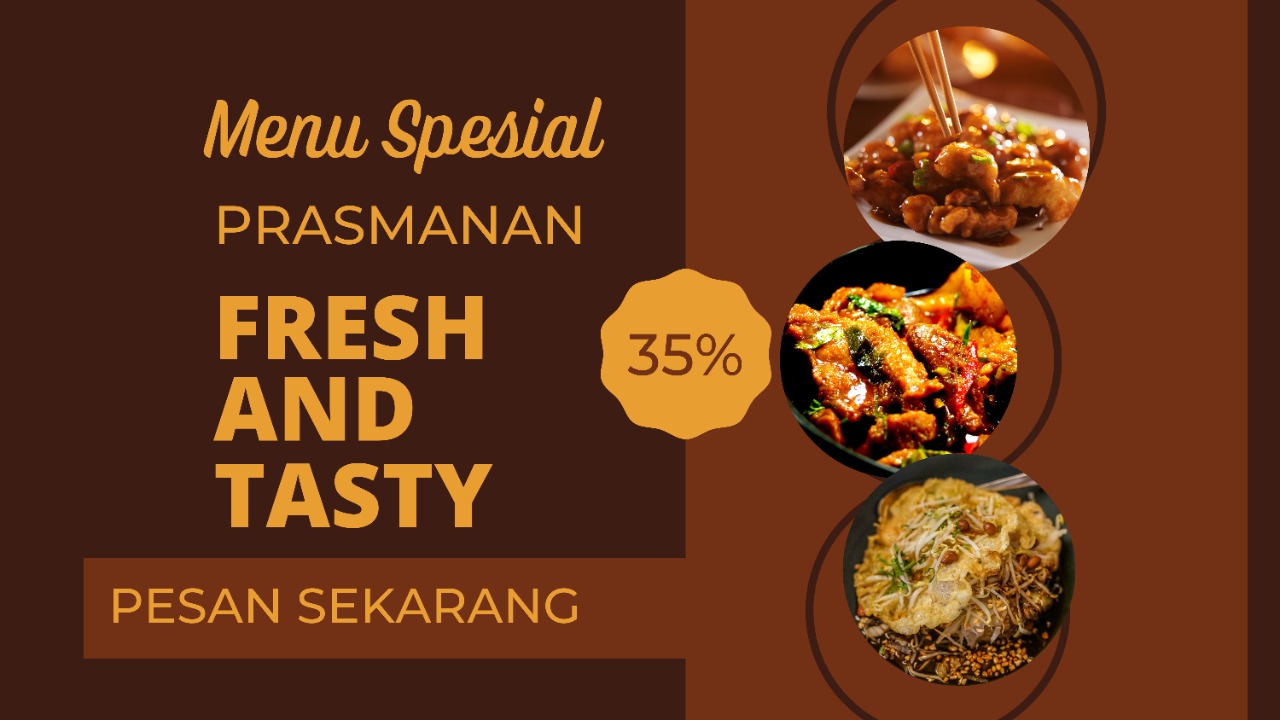 Menu Spesial
PRASMANAN
FRESH
AND
TASTY
35%
PESAN SEKARANG